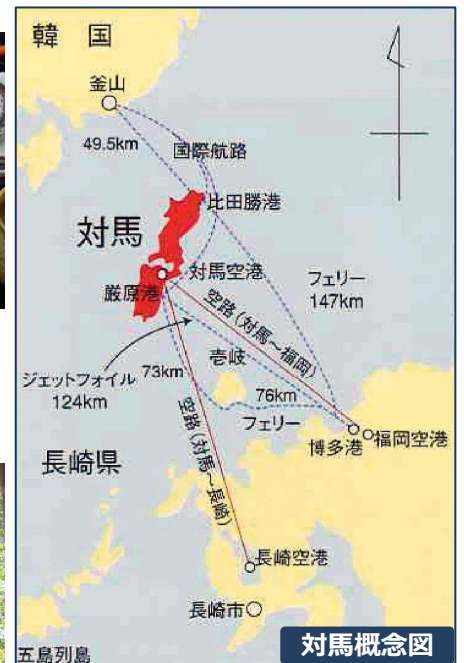 韓国
釜山
49.5km
国際航路
比田勝港
対馬
対馬空港
厳原港
フェリー
147km
空路(対馬〜福岡)
ジェットフォイル
124km
73km
壱岐
76km
フェリー
博多港
福岡空港
空路(対馬〜長崎)
長崎県
長崎空港
長崎市
五島列島
対馬概念図